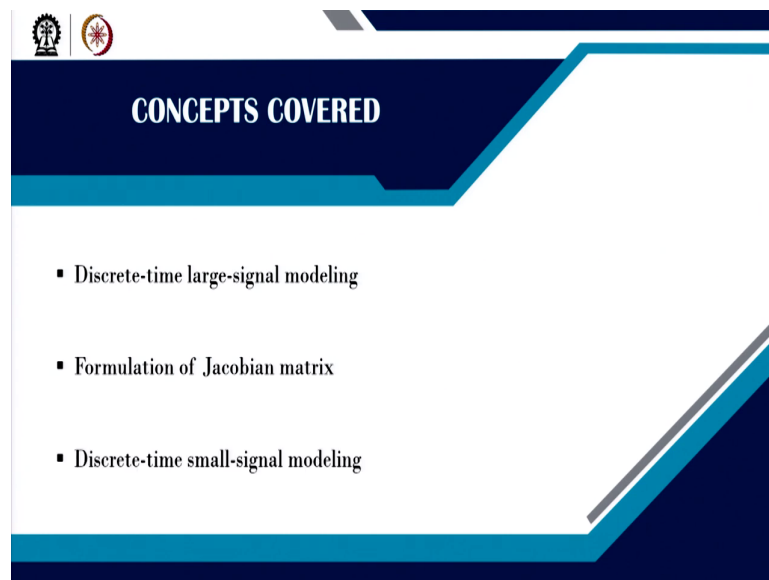 CONCEPTS COVERED
▪ Discrete-time large-signal modeling
▪ Formulation of Jacobian matrix
▪ Discrete-time small-signal modeling